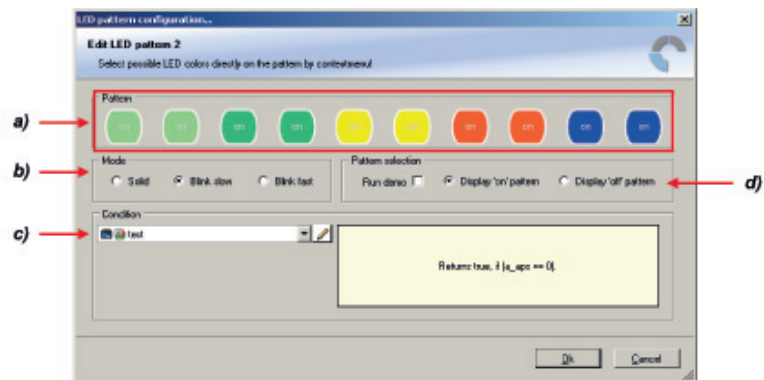 LED pattern configuration...
Edit LED pattern 2
Select possible LED colors directly on the pattern by contextmenu!
Pattern
a)
on on on on on on on on on on
Mode
Pattern selection
b)
Solid Blink slow Blink fast
Run demo Display 'on' pattern Display 'off' pattern
d)
Condition
c)
test
Returns true, if (a_aps == 0).
Ok Cancel